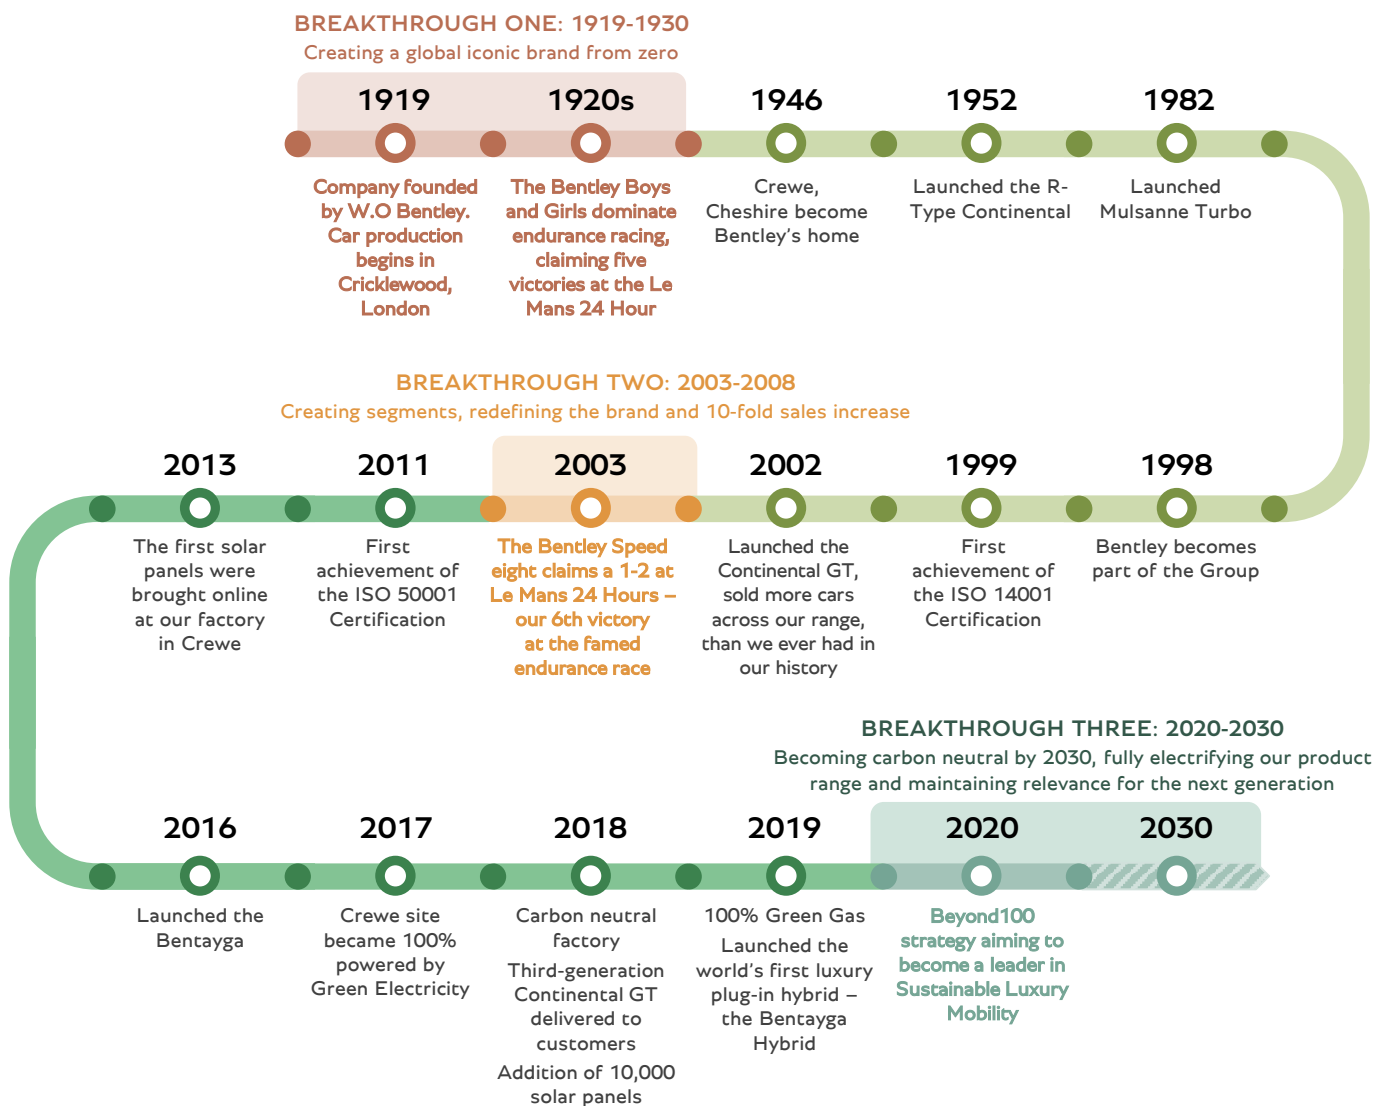 BREAKTHROUGH ONE: 1919-1930
Creating a global iconic brand from zero
1919
Company founded
by W.O Bentley.
Car production
begins in
Cricklewood,
London
1920s
The Bentley Boys
and Girls dominate
endurance racing,
claiming five
victories at the Le
Mans 24 Hour
1946
Crewe,
Cheshire become
Bentley's home
1952
Launched the R-
Type Continental
1982
Launched
Mulsanne Turbo
BREAKTHROUGH TWO: 2003-2008
Creating segments, redefining the brand and 10-fold sales increase
2013
The first solar
panels were
brought online
at our factory
in Crewe
2011
First
achievement of
the ISO 50001
Certification
2003
The Bentley Speed
eight claims a 1-2 at
Le Mans 24 Hours –
our 6th victory
at the famed
endurance race
2002
Launched the
Continental GT,
sold more cars
across our range,
than we ever had in
our history
1999
First
achievement of
the ISO 14001
Certification
1998
Bentley becomes
part of the Group
BREAKTHROUGH THREE: 2020-2030
Becoming carbon neutral by 2030, fully electrifying our product
range and maintaining relevance for the next generation
2016
Launched the
Bentayga
2017
Crewe site
became 100%
powered by
Green Electricity
2018
Carbon neutral
factory
Third-generation
Continental GT
delivered to
customers
Addition of 10,000
solar panels
2019
100% Green Gas
Launched the
world's first luxury
plug-in hybrid –
the Bentayga
Hybrid
2020
Beyond100
strategy aiming to
become a leader in
Sustainable Luxury
Mobility
2030